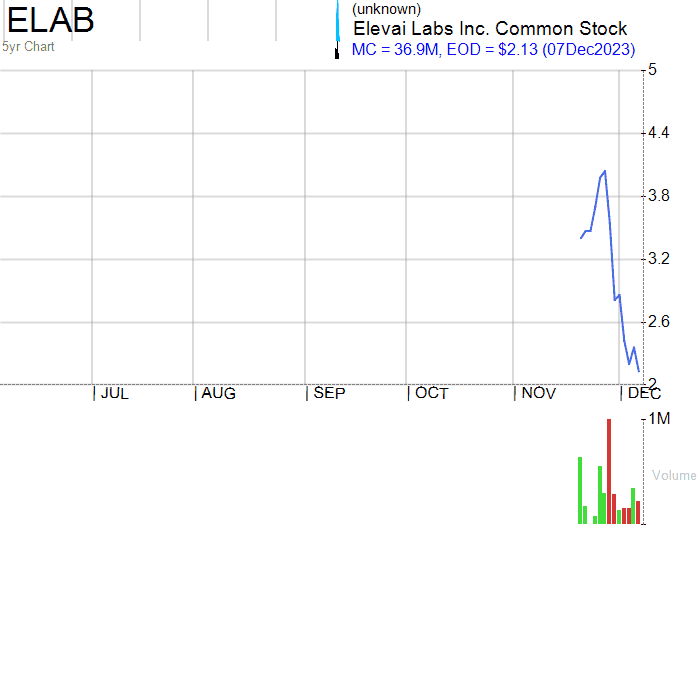 ELAB
5yr Chart
(unknown)
Elevai Labs Inc. Common Stock
MC = 36.9M, EOD = $2.13 (07Dec2023)
5
4.4
3.8
3.2
2.6
2
JUL AUG SEP OCT NOV DEC
1M
Volume